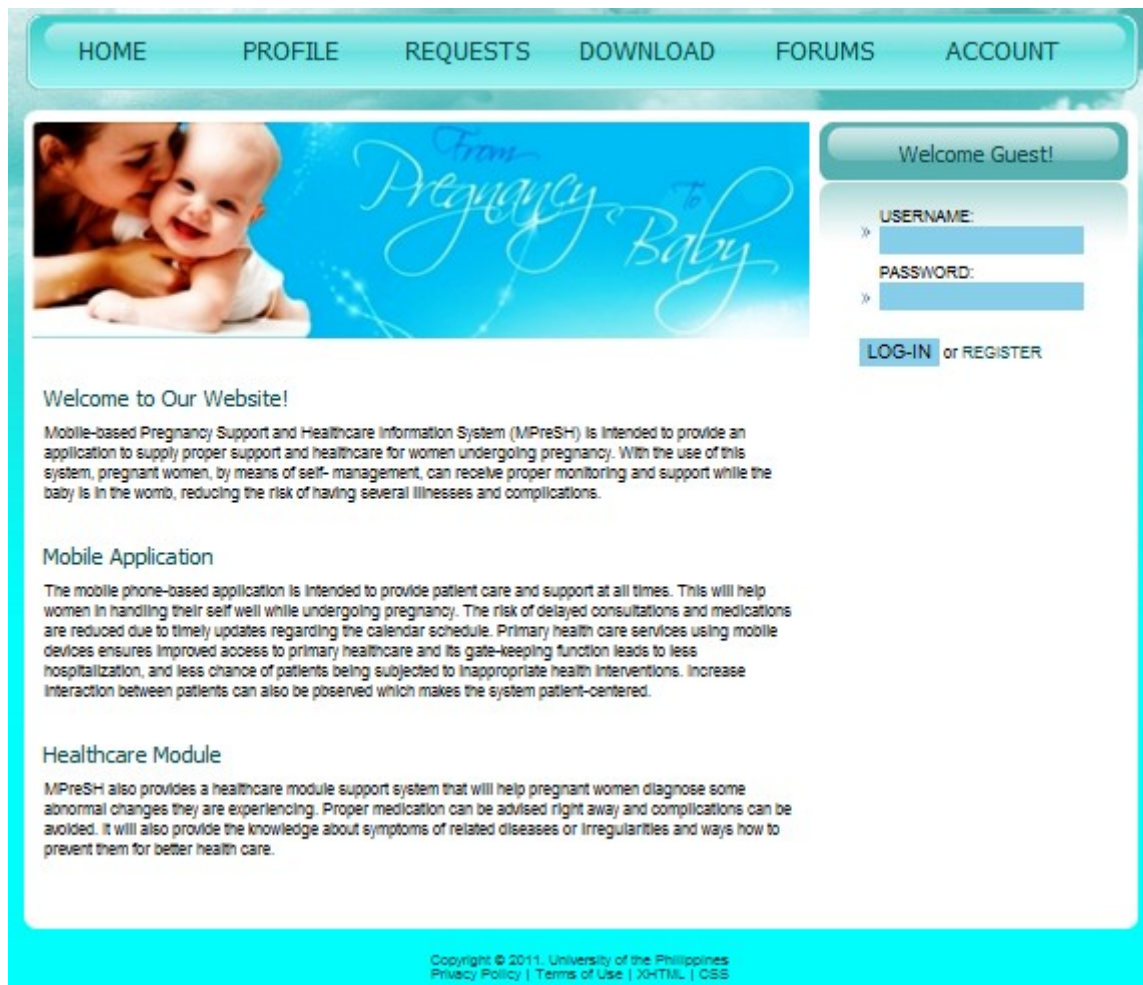 HOME PROFILE REQUESTS DOWNLOAD FORUMS ACCOUNT
From
Pregnancy
To
Baby
Welcome Guest!
USERNAME:
PASSWORD:
LOG-IN or REGISTER
Welcome to Our Website!
Mobile-based Pregnancy Support and Healthcare Information System (MPreSH) is intended to provide an
application to supply proper support and healthcare for women undergoing pregnancy. With the use of this
system, pregnant women, by means of self- management, can receive proper monitoring and support while the
baby is in the womb, reducing the risk of having several illnesses and complications.
Mobile Application
The mobile phone-based application is intended to provide patient care and support at all times. This will help
women in handling their self well while undergoing pregnancy. The risk of delayed consultations and medications
are reduced due to timely updates regarding the calendar schedule. Primary health care services using mobile
devices ensures improved access to primary healthcare and its gate-keeping function leads to less
hospitalization, and less chance of patients being subjected to inappropriate health interventions. Increase
interaction between patients can also be pbserved which makes the system patient-centered.
Healthcare Module
MPreSH also provides a healthcare module support system that will help pregnant women diagnose some
abnormal changes they are experiencing. Proper medication can be advised right away and complications can be
avoided. It will also provide the knowledge about symptoms of related diseases or irregularities and ways how to
prevent them for better health care.
Copyright © 2011. University of the Philippines
Privacy Policy | Terms of Use | XHTML | CSS